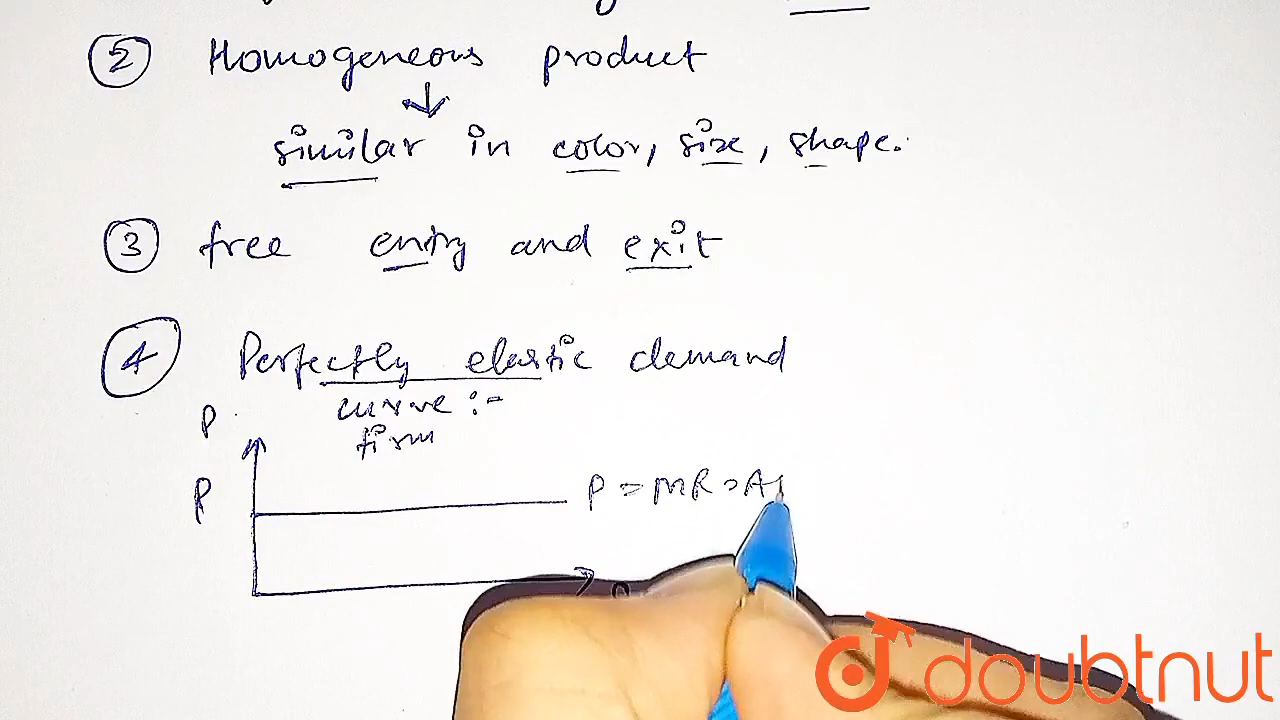 ② Homogeneous product
similar in color, size, shape.
③ free entry and exit
④ Perfectly elastic demand
curve :-
firm
P
P
P = MR = A
Q
doubtnut